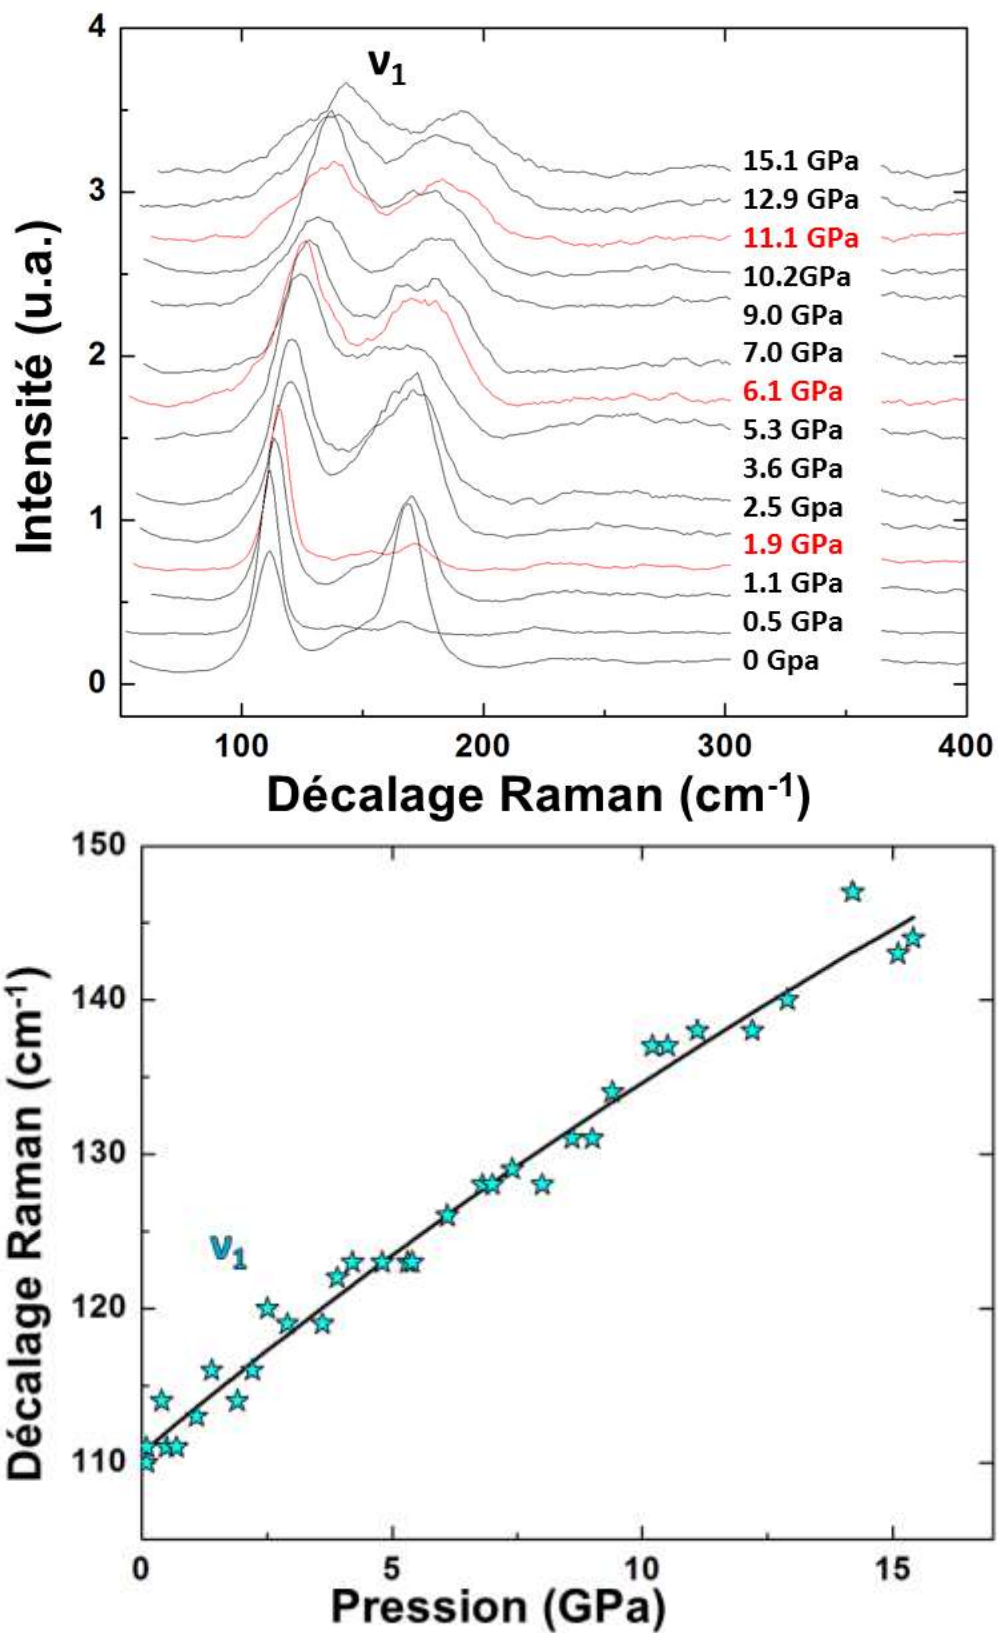 4
ν1
15.1 GPa
12.9 GPa
3
11.1 GPa
10.2GPa
9.0 GPa
7.0 GPa
2
6.1 GPa
5.3 GPa
3.6 GPa
2.5 Gpa
1
1.9 GPa
1.1 GPa
0.5 GPa
0 Gpa
0
Intensité (u.a.)
100 200 300 400
Décalage Raman (cm-1)
150
140
130
ν1
120
110
Décalage Raman (cm-1)
0 5 10 15
Pression (GPa)